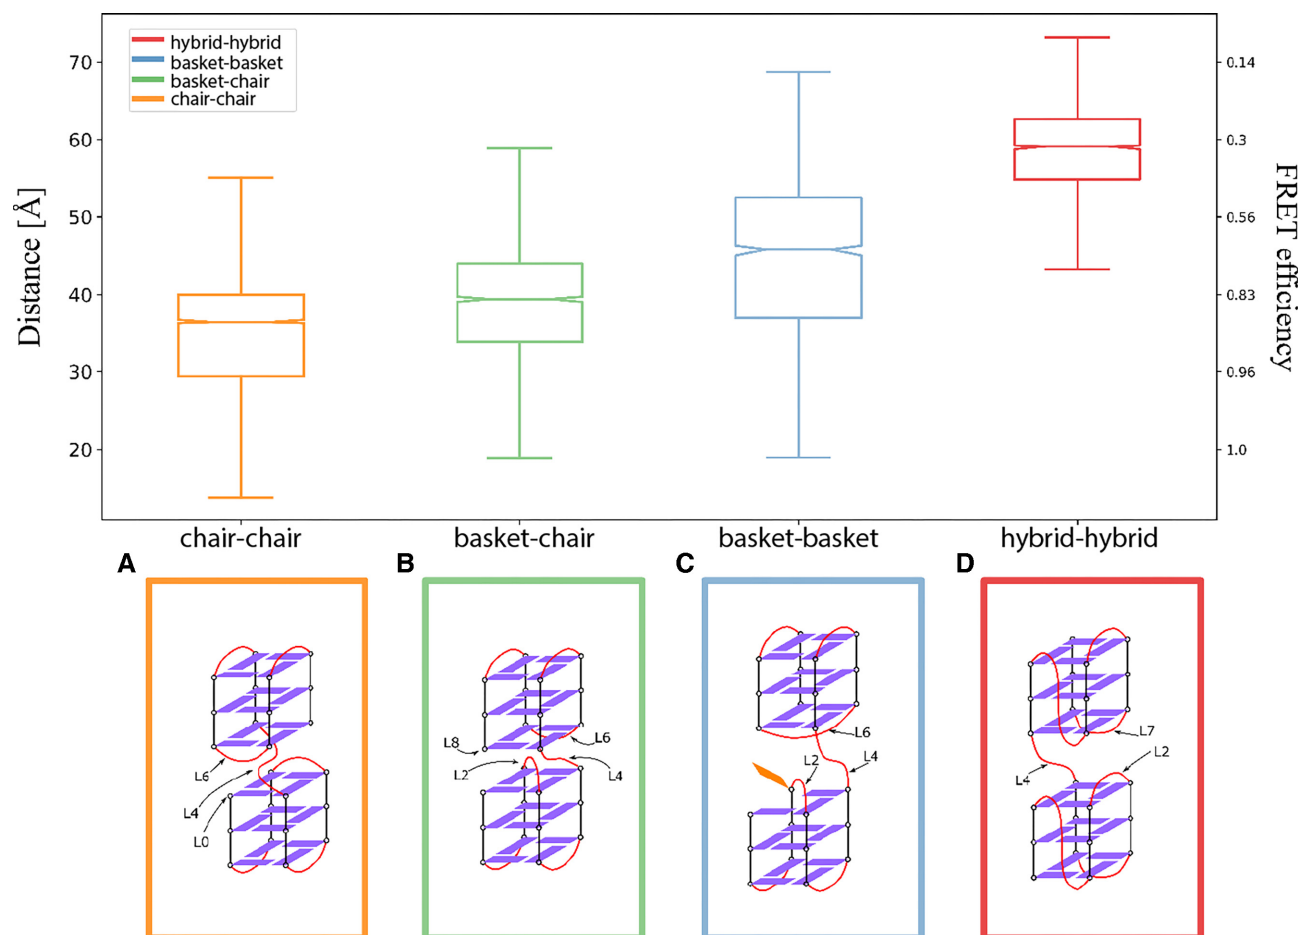 hybrid-hybrid
basket-basket
basket-chair
chair-chair
Distance [Å]
70
60
50
40
30
20
0.14
0.3
0.56
0.83
0.96
1.0
FRET efficiency
chair-chair
basket-chair
basket-basket
hybrid-hybrid
A
B
C
D
L6
L4
L0
L8
L2
L6
L4
L6
L4
L2
L7
L2
L4